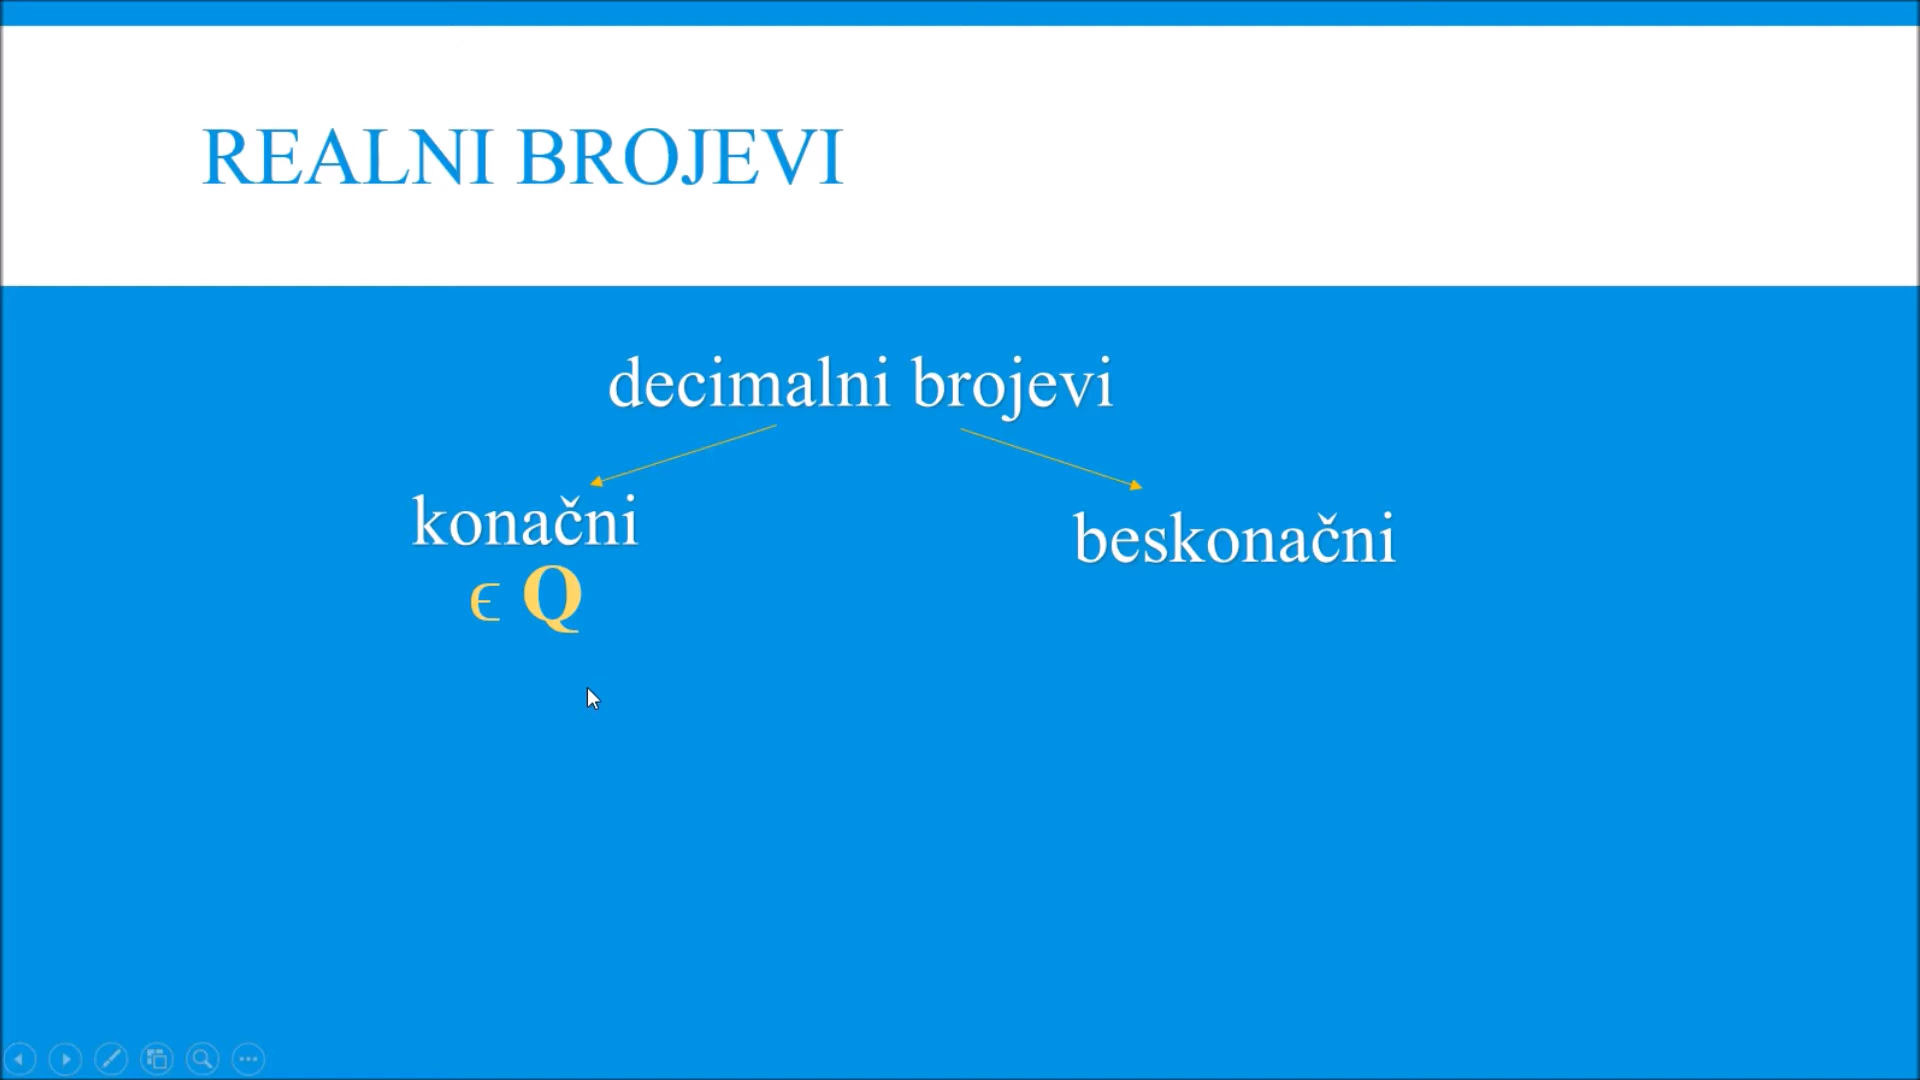 REALNI BROJEVI
decimalni brojevi
konačni
beskonačni
ϵ Q